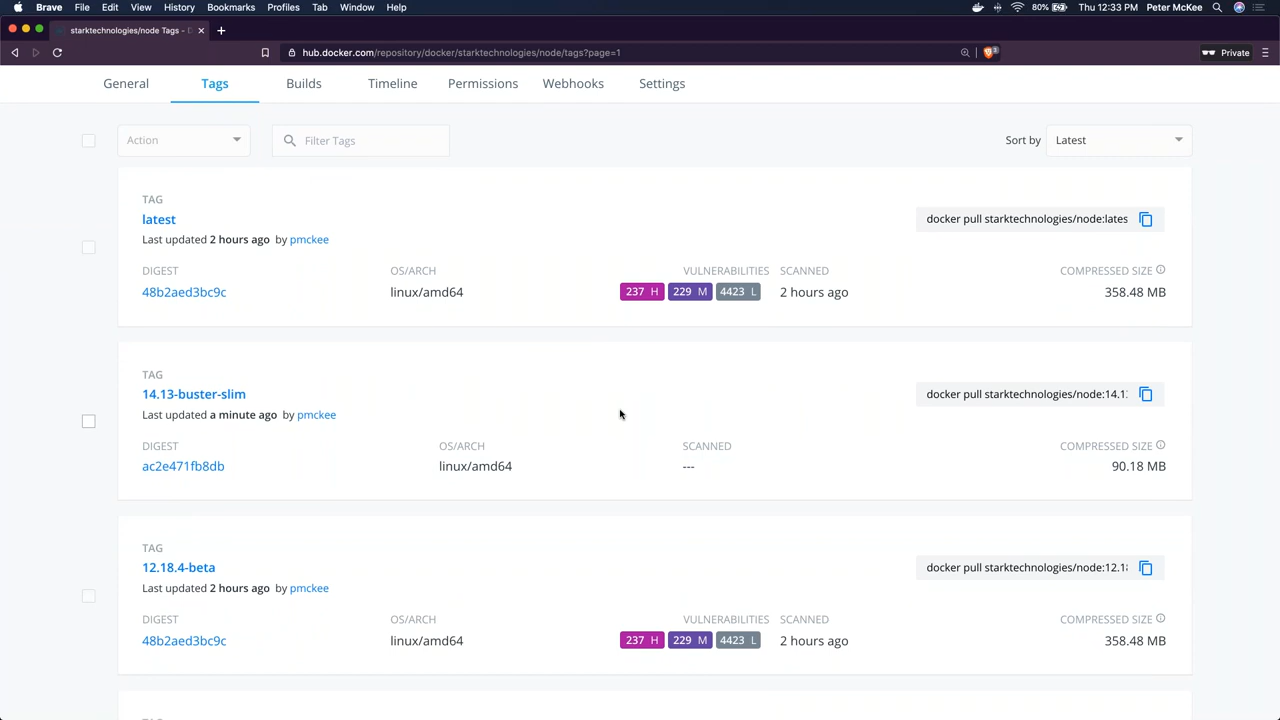 Brave File Edit View History Bookmarks Profiles Tab Window Help 80% Thu 12:33 PM Peter McKee
starktechnologies/node Tags - D
hub.docker.com/repository/docker/starktechnologies/node/tags?page=1 Private
General Tags Builds Timeline Permissions Webhooks Settings
Action Filter Tags Sort by Latest
TAG
latest docker pull starktechnologies/node:lates
Last updated 2 hours ago by pmckee
DIGEST OS/ARCH VULNERABILITIES SCANNED COMPRESSED SIZE
48b2aed3bc9c linux/amd64 237 H 229 M 4423 L 2 hours ago 358.48 MB
TAG
14.13-buster-slim docker pull starktechnologies/node:14.1
Last updated a minute ago by pmckee
DIGEST OS/ARCH SCANNED COMPRESSED SIZE
ac2e471fb8db linux/amd64 --- 90.18 MB
TAG
12.18.4-beta docker pull starktechnologies/node:12.18
Last updated 2 hours ago by pmckee
DIGEST OS/ARCH VULNERABILITIES SCANNED COMPRESSED SIZE
48b2aed3bc9c linux/amd64 237 H 229 M 4423 L 2 hours ago 358.48 MB